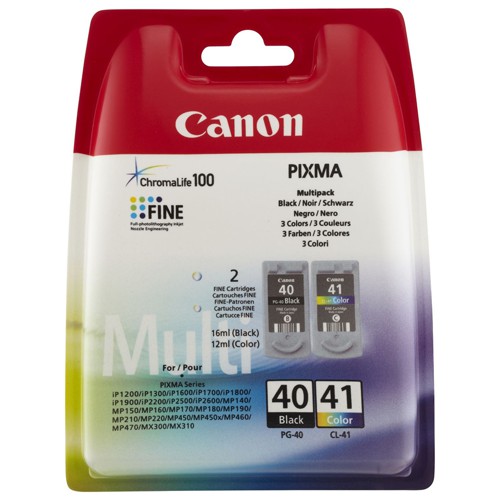 Canon
ChromaLife100
FINE
Full-photolithography Inkjet
Nozzle Engineering
PIXMA
Multipack
Black / Noir / Schwarz
Negro / Nero
3 Colors / 3 Couleurs
3 Farben / 3 Colores
3 Colori
2
FINE Cartridges
Cartouches FINE
FINE-Patronen
Cartuchos FINE
Cartucce FINE
16ml (Black)
12ml (Color)
Canon
40
PG-40 Black
FINE Cartridge
B
Canon
41
Color
FINE Cartridge
C
Multi
For / Pour
PIXMA Series
iP1200/iP1300/iP1600/iP1700/iP1800/
iP1900/iP2200/iP2500/iP2600/MP140/
MP150/MP160/MP170/MP180/MP190/
MP210/MP220/MP450/MP450x/MP460/
MP470/MX300/MX310
40 Black
41 Color
PG-40
CL-41